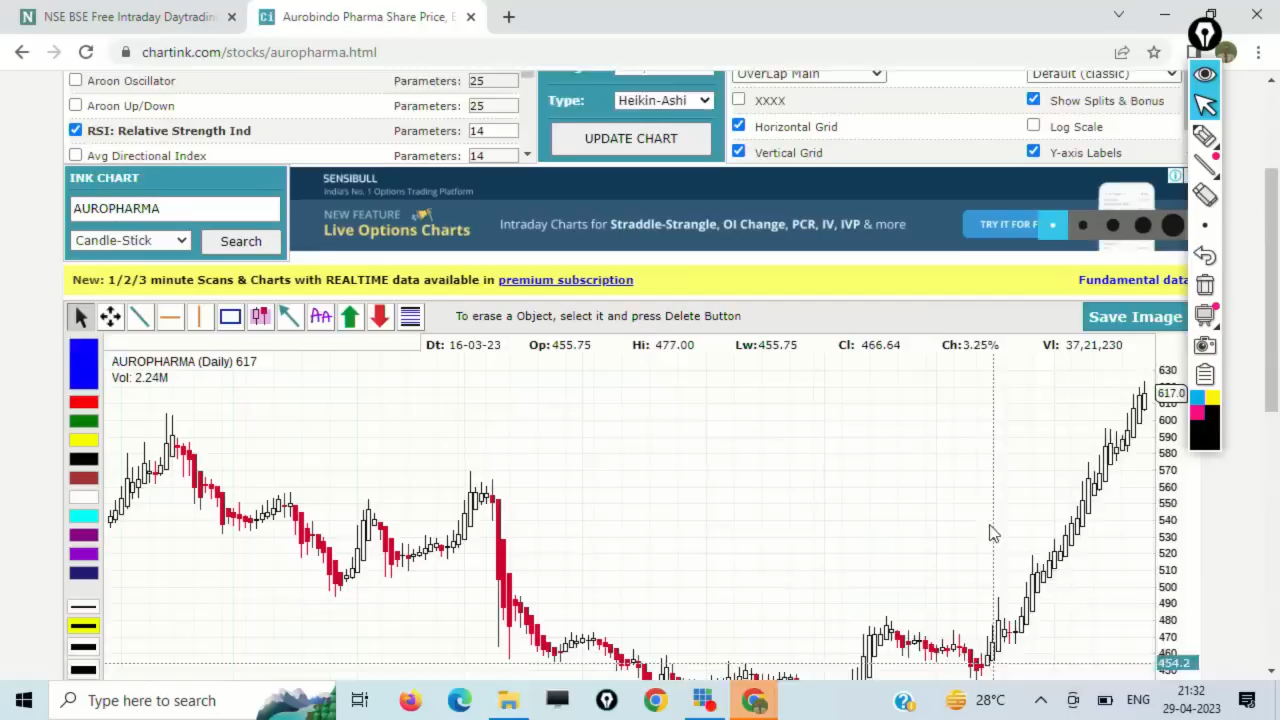 NSE BSE Free Intraday Daytradin
Aurobindo Pharma Share Price, E
chartink.com/stocks/auropharma.html
Aroon Oscillator Parameters: 25
OverLap Main
Default (classic)
Aroon Up/Down Parameters: 25
Type: Heikin-Ashi
XXXX
Show Splits & Bonus
RSI: Relative Strength Ind Parameters: 14
UPDATE CHART
Horizontal Grid
Log Scale
Avg Directional Index Parameters: 14
Vertical Grid
Y-axis Labels
INK CHART
AUROPHARMA
Candle-Stick
Search
SENSIBULL
India's No. 1 Options Trading Platform
NEW FEATURE
Live Options Charts
Intraday Charts for Straddle-Strangle, OI Change, PCR, IV, IVP & more
TRY IT FOR F
New: 1/2/3 minute Scans & Charts with REALTIME data available in premium subscription
Fundamental data
To erase a Object, select it and press Delete Button
Save Image
Dt: 16-03-23 Op:455.75 Hi: 477.00 Lw:455.75 Cl: 466.64 Ch:3.25% Vl: 37,21,230
AUROPHARMA (Daily) 617
Vol: 2.24M
630
617.0
610
600
590
580
570
560
550
540
530
520
510
500
490
480
470
460
454.2
Type here to search
28°C
ENG
21:32
29-04-2023